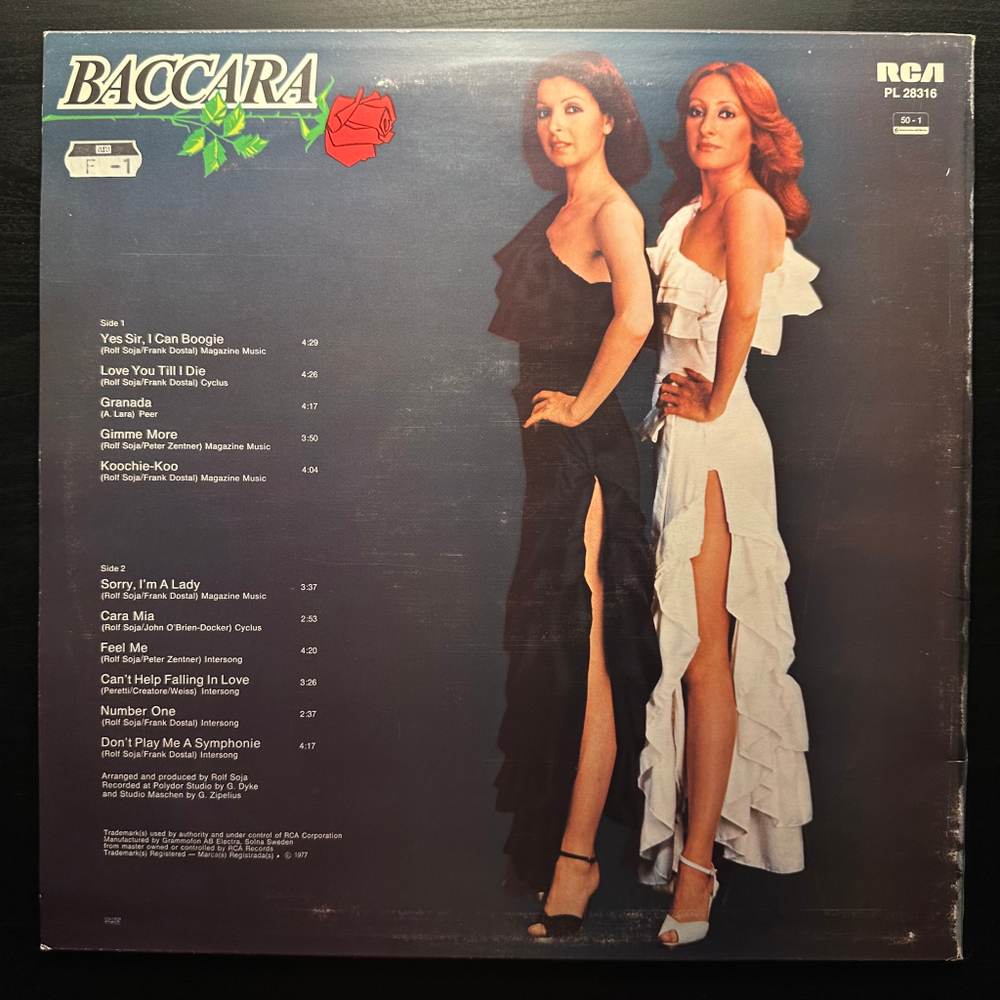 BACCARA
F -1
RCA
PL 28316
50 - 1
Side 1
Yes Sir, I Can Boogie 4:29
(Rolf Soja/Frank Dostal) Magazine Music
Love You Till I Die 4:26
(Rolf Soja/Frank Dostal) Cyclus
Granada 4:17
(A. Lara) Peer
Gimme More 3:50
(Rolf Soja/Peter Zentner) Magazine Music
Koochie-Koo 4:04
(Rolf Soja/Frank Dostal) Magazine Music
Side 2
Sorry, I'm A Lady 3:37
(Rolf Soja/Frank Dostal) Magazine Music
Cara Mia 2:53
(Rolf Soja/John O'Brien-Docker) Cyclus
Feel Me 4:20
(Rolf Soja/Peter Zentner) Intersong
Can't Help Falling In Love 3:26
(Peretti/Creatore/Weiss) Intersong
Number One 2:37
(Rolf Soja/Frank Dostal) Intersong
Don't Play Me A Symphonie 4:17
(Rolf Soja/Frank Dostal) Intersong
Arranged and produced by Rolf Soja
Recorded at Polydor Studio by G. Dyke
and Studio Maschen by G. Zipelius
Trademark(s) used by authority and under control of RCA Corporation
Manufactured by Grammofon AB Electra, Solna Sweden
from master owned or controlled by RCA Records
Trademark(s) Registered — Marca(s) Registrada(s) • © 1977